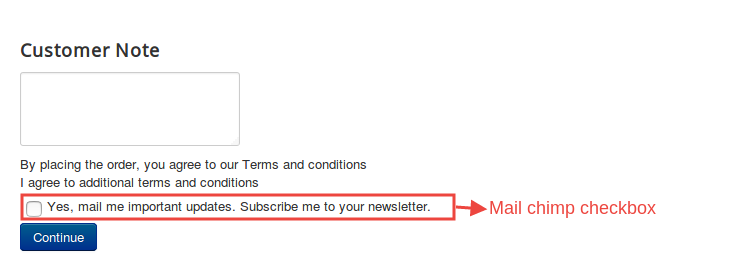 Customer Note
By placing the order, you agree to our Terms and conditions
I agree to additional terms and conditions
Yes, mail me important updates. Subscribe me to your newsletter.
Mail chimp checkbox
Continue